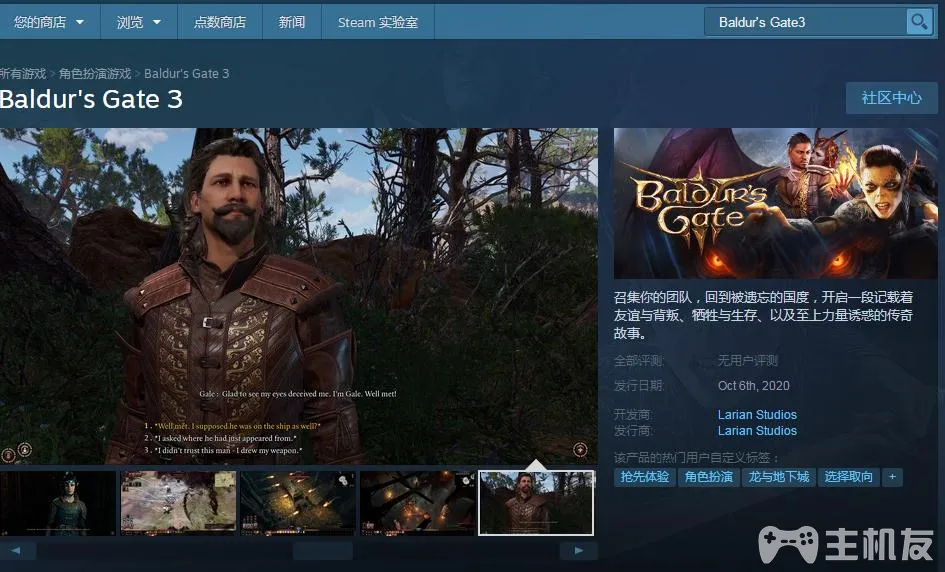 您的商店
浏览
点数商店
新闻
Steam 实验室
Baldur's Gate3
所有游戏 > 角色扮演游戏 > Baldur's Gate 3
Baldur's Gate 3
社区中心
Gale : Glad to see my eyes deceived me. I'm Gale. Well met!
1 . *Well met. I supposed he was on the ship as well?*
2 . *I asked where he had just appeared from.*
3 . *I didn't trust this man - I drew my weapon.*
Baldur's
Gate
III
召集你的团队，回到被遗忘的国度，开启一段记载着
友谊与背叛、牺牲与生存、以及至上力量诱惑的传奇
故事。
全部评测: 无用户评测
发行日期: Oct 6th, 2020
开发商: Larian Studios
发行商: Larian Studios
该产品的热门用户自定义标签：
抢先体验 角色扮演 龙与地下城 选择取向 +
主机友